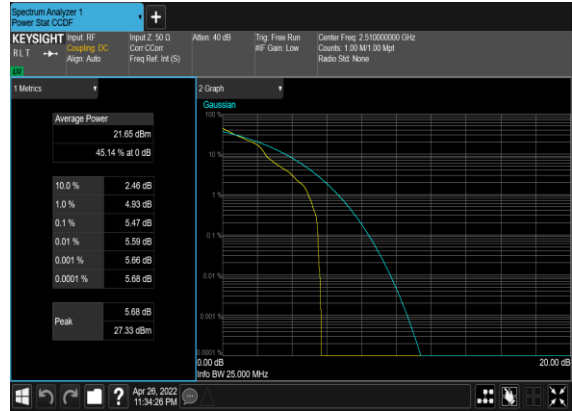 Spectrum Analyzer 1
Power Stat CCDF
+
KEYSIGHT
RLT
LV
Input: RF
Coupling: DC
Align: Auto
Input Z: 50 Ω
Corr CCorr
Freq Ref: Int (S)
Atten: 40 dB
Trig: Free Run
#IF Gain: Low
Center Freq: 2.510000000 GHz
Counts: 1.00 M/1.00 Mpt
Radio Std: None
1 Metrics
Average Power
21.65 dBm
45.14 % at 0 dB
10.0 % 2.46 dB
1.0 % 4.93 dB
0.1 % 5.47 dB
0.01 % 5.59 dB
0.001 % 5.66 dB
0.0001 % 5.68 dB
Peak
5.68 dB
27.33 dBm
2 Graph
Gaussian
100 %
10 %
1 %
0.1 %
0.01 %
0.001 %
0.0001 %
0.00 dB 20.00 dB
Info BW 25.000 MHz
? Apr 26, 2022
11:34:26 PM